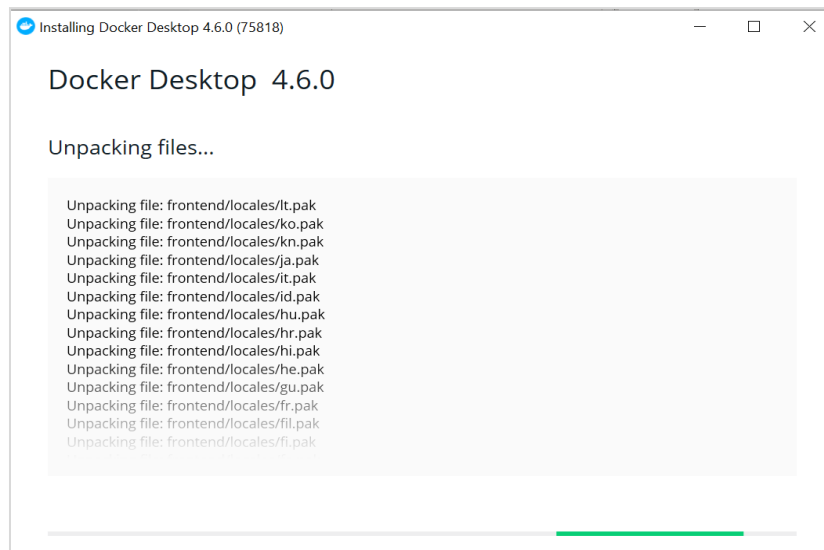 Installing Docker Desktop 4.6.0 (75818)
Docker Desktop 4.6.0
Unpacking files...
Unpacking file: frontend/locales/lt.pak
Unpacking file: frontend/locales/ko.pak
Unpacking file: frontend/locales/kn.pak
Unpacking file: frontend/locales/ja.pak
Unpacking file: frontend/locales/it.pak
Unpacking file: frontend/locales/id.pak
Unpacking file: frontend/locales/hu.pak
Unpacking file: frontend/locales/hr.pak
Unpacking file: frontend/locales/hi.pak
Unpacking file: frontend/locales/he.pak
Unpacking file: frontend/locales/gu.pak
Unpacking file: frontend/locales/fr.pak
Unpacking file: frontend/locales/fil.pak
Unpacking file: frontend/locales/fi.pak